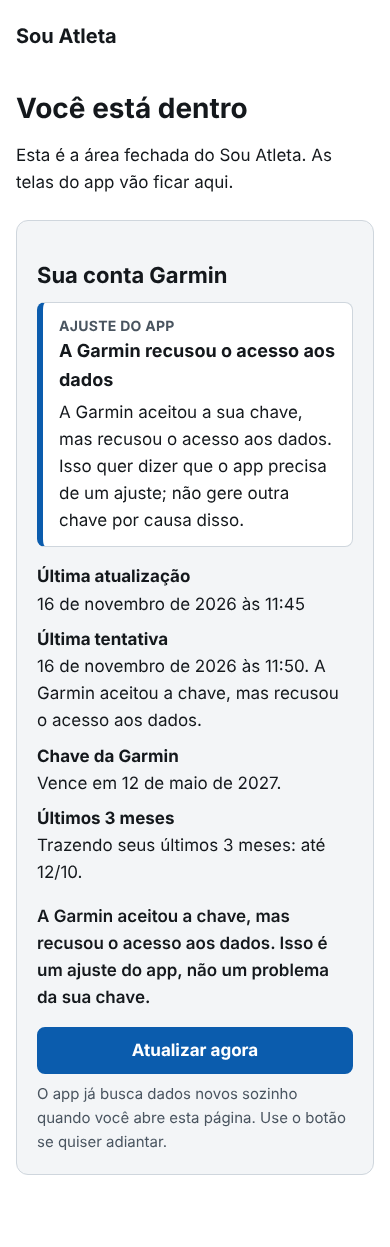 Sou Atleta
Você está dentro
Esta é a área fechada do Sou Atleta. As
telas do app vão ficar aqui.
Sua conta Garmin
AJUSTE DO APP
A Garmin recusou o acesso aos
dados
A Garmin aceitou a sua chave,
mas recusou o acesso aos dados.
Isso quer dizer que o app precisa
de um ajuste; não gere outra
chave por causa disso.
Última atualização
16 de novembro de 2026 às 11:45
Última tentativa
16 de novembro de 2026 às 11:50. A
Garmin aceitou a chave, mas recusou
o acesso aos dados.
Chave da Garmin
Vence em 12 de maio de 2027.
Últimos 3 meses
Trazendo seus últimos 3 meses: até
12/10.
A Garmin aceitou a chave, mas
recusou o acesso aos dados. Isso é
um ajuste do app, não um problema
da sua chave.
Atualizar agora
O app já busca dados novos sozinho
quando você abre esta página. Use o botão
se quiser adiantar.